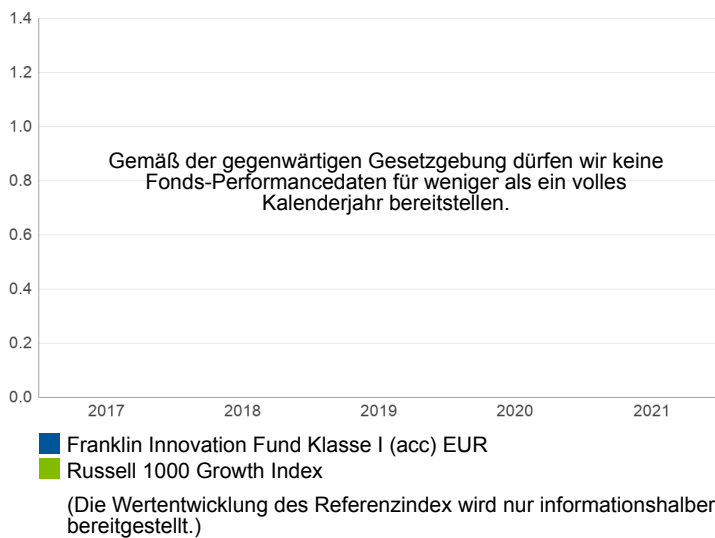 1.4
1.2
1.0
Gemäß der gegenwärtigen Gesetzgebung dürfen wir keine
0.8
Fonds-Performancedaten für weniger als ein volles
Kalenderjahr bereitstellen.
0.6
0.4
0.2
0.0
2017 2018 2019 2020 2021
Franklin Innovation Fund Klasse I (acc) EUR
Russell 1000 Growth Index
(Die Wertentwicklung des Referenzindex wird nur informationshalber
bereitgestellt.)